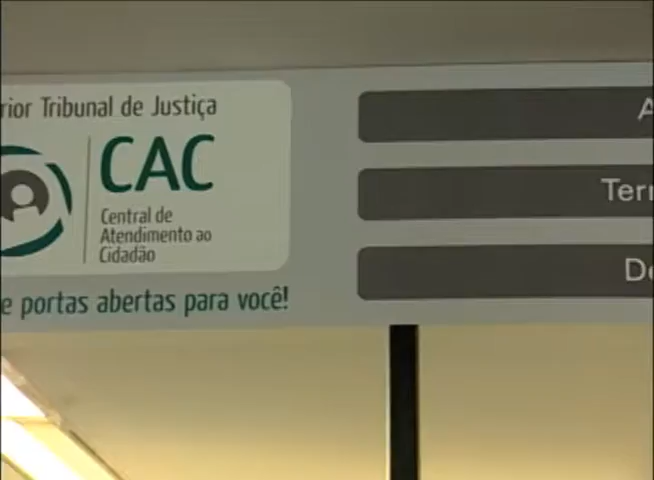 rior Tribunal de Justiça
CAC
Central de
Atendimento ao
Cidadão
e portas abertas para você!
A
Terr
De